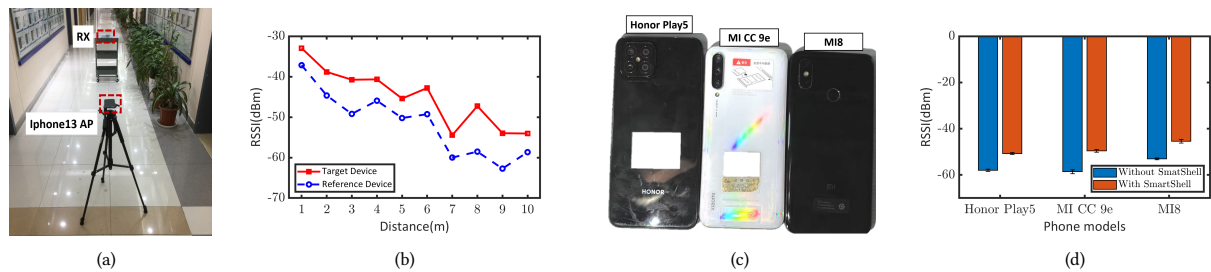 RX
Iphone13 AP
(a)
RSSI(dBm)
-30
-40
-50
-60
-70
Target Device
Reference Device
1 2 3 4 5 6 7 8 9 10
Distance(m)
(b)
Honor Play5
MI CC 9e
MI8
HONOR
xiaomi
(c)
RSSI(dBm)
0
-20
-40
-60
Without SmatShell
With SmartShell
Honor Play5 MI CC 9e MI8
Phone models
(d)